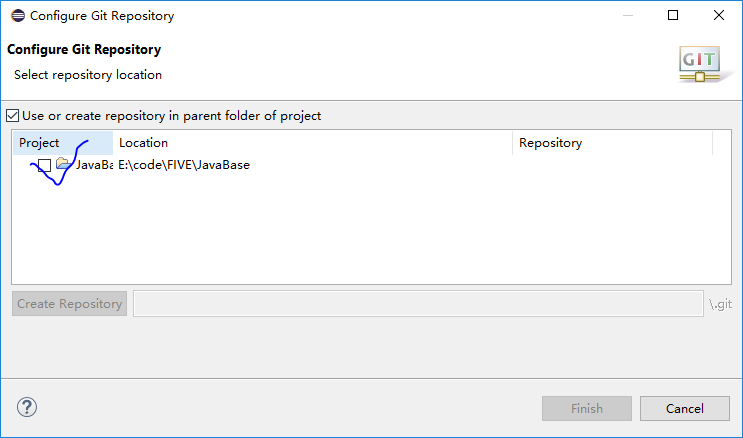 Configure Git Repository
Configure Git Repository
Select repository location
GIT
Use or create repository in parent folder of project
Project Location Repository
JavaBa E:\code\FIVE\JavaBase
Create Repository \.git
? Finish Cancel